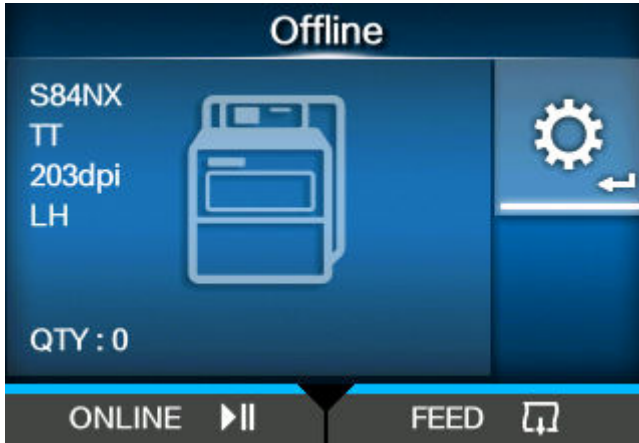 Offline
S84NX
TT
203dpi
LH
QTY : 0
ONLINE
FEED